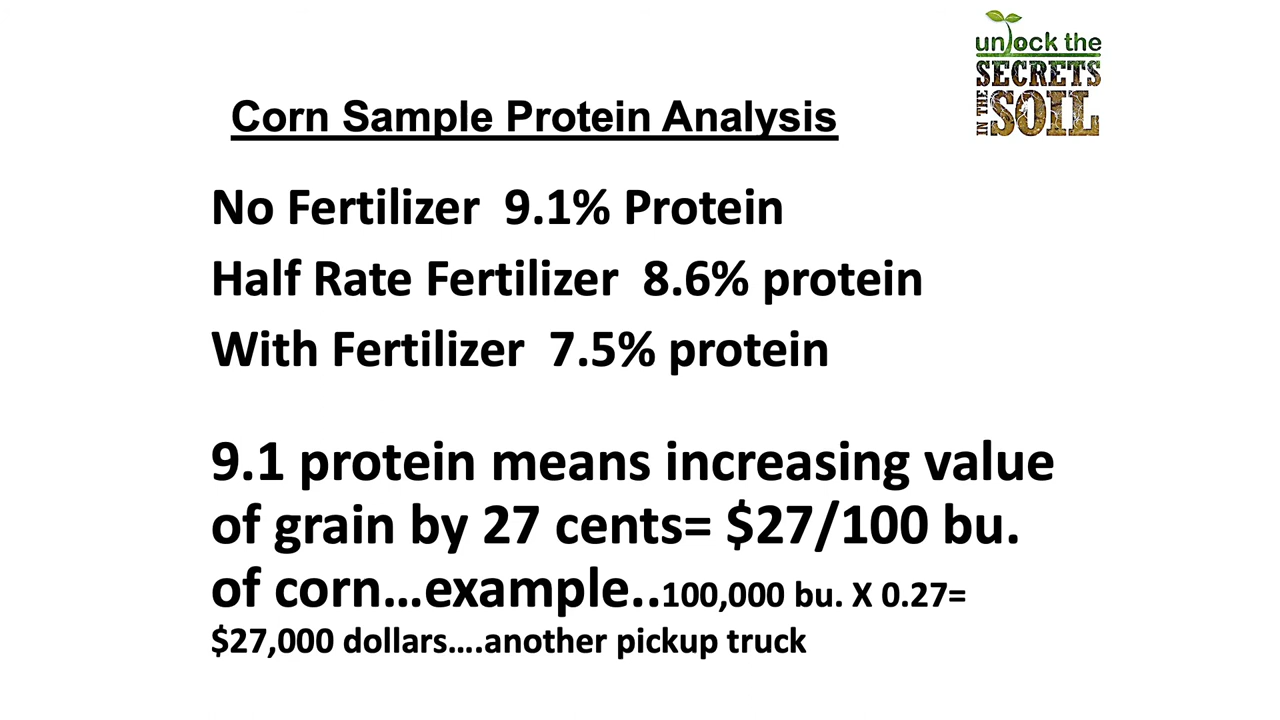 unlock the
SECRETS
IN THE
SOIL
Corn Sample Protein Analysis
No Fertilizer  9.1% Protein
Half Rate Fertilizer  8.6% protein
With Fertilizer  7.5% protein
9.1 protein means increasing value
of grain by 27 cents= $27/100 bu.
of corn…example..100,000 bu. X 0.27=
$27,000 dollars….another pickup truck